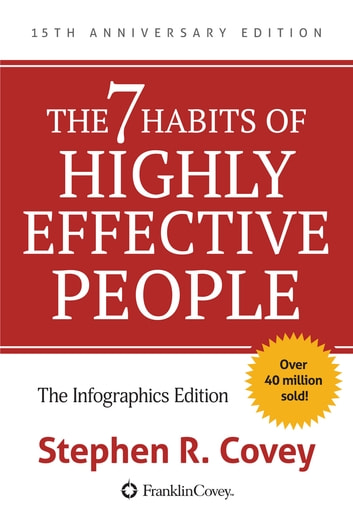 15TH ANNIVERSARY EDITION
THE 7 HABITS OF
HIGHLY
EFFECTIVE
PEOPLE
Over
40 million
sold!
The Infographics Edition
Stephen R. Covey
FranklinCovey™